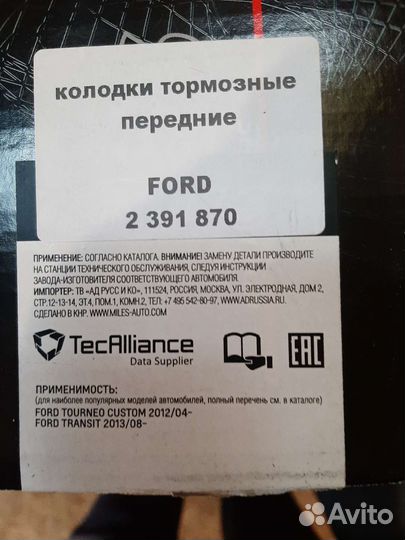 колодки тормозные
передние
FORD
2 391 870
ПРИМЕНЕНИЕ: СОГЛАСНО КАТАЛОГА. ВНИМАНИЕ! ЗАМЕНУ ДЕТАЛИ ПРОИЗВОДИТЕ
НА СТАНЦИИ ТЕХНИЧЕСКОГО ОБСЛУЖИВАНИЯ, СЛЕДУЯ ИНСТРУКЦИИ
ЗАВОДА-ИЗГОТОВИТЕЛЯ СООТВЕТСТВУЮЩЕГО АВТОМОБИЛЯ.
ИМПОРТЕР: ТВ «АД РУСС И КО», 111524, РОССИЯ, МОСКВА, УЛ. ЭЛЕКТРОДНАЯ, ДОМ 2,
СТР.12-13-14, ЭТ.4, ПОМ.1, КОМН.2, ТЕЛ. +7 495 542-80-97, WWW.ADRUSSIA.RU.
СДЕЛАНО В КНР. WWW.MILES-AUTO.COM
TecAlliance
Data Supplier
EAC
ПРИМЕНИМОСТЬ:
(для наиболее популярных моделей автомобилей, полный перечень см. в каталоге)
FORD TOURNEO CUSTOM 2012/04-
FORD TRANSIT 2013/08-
Avito